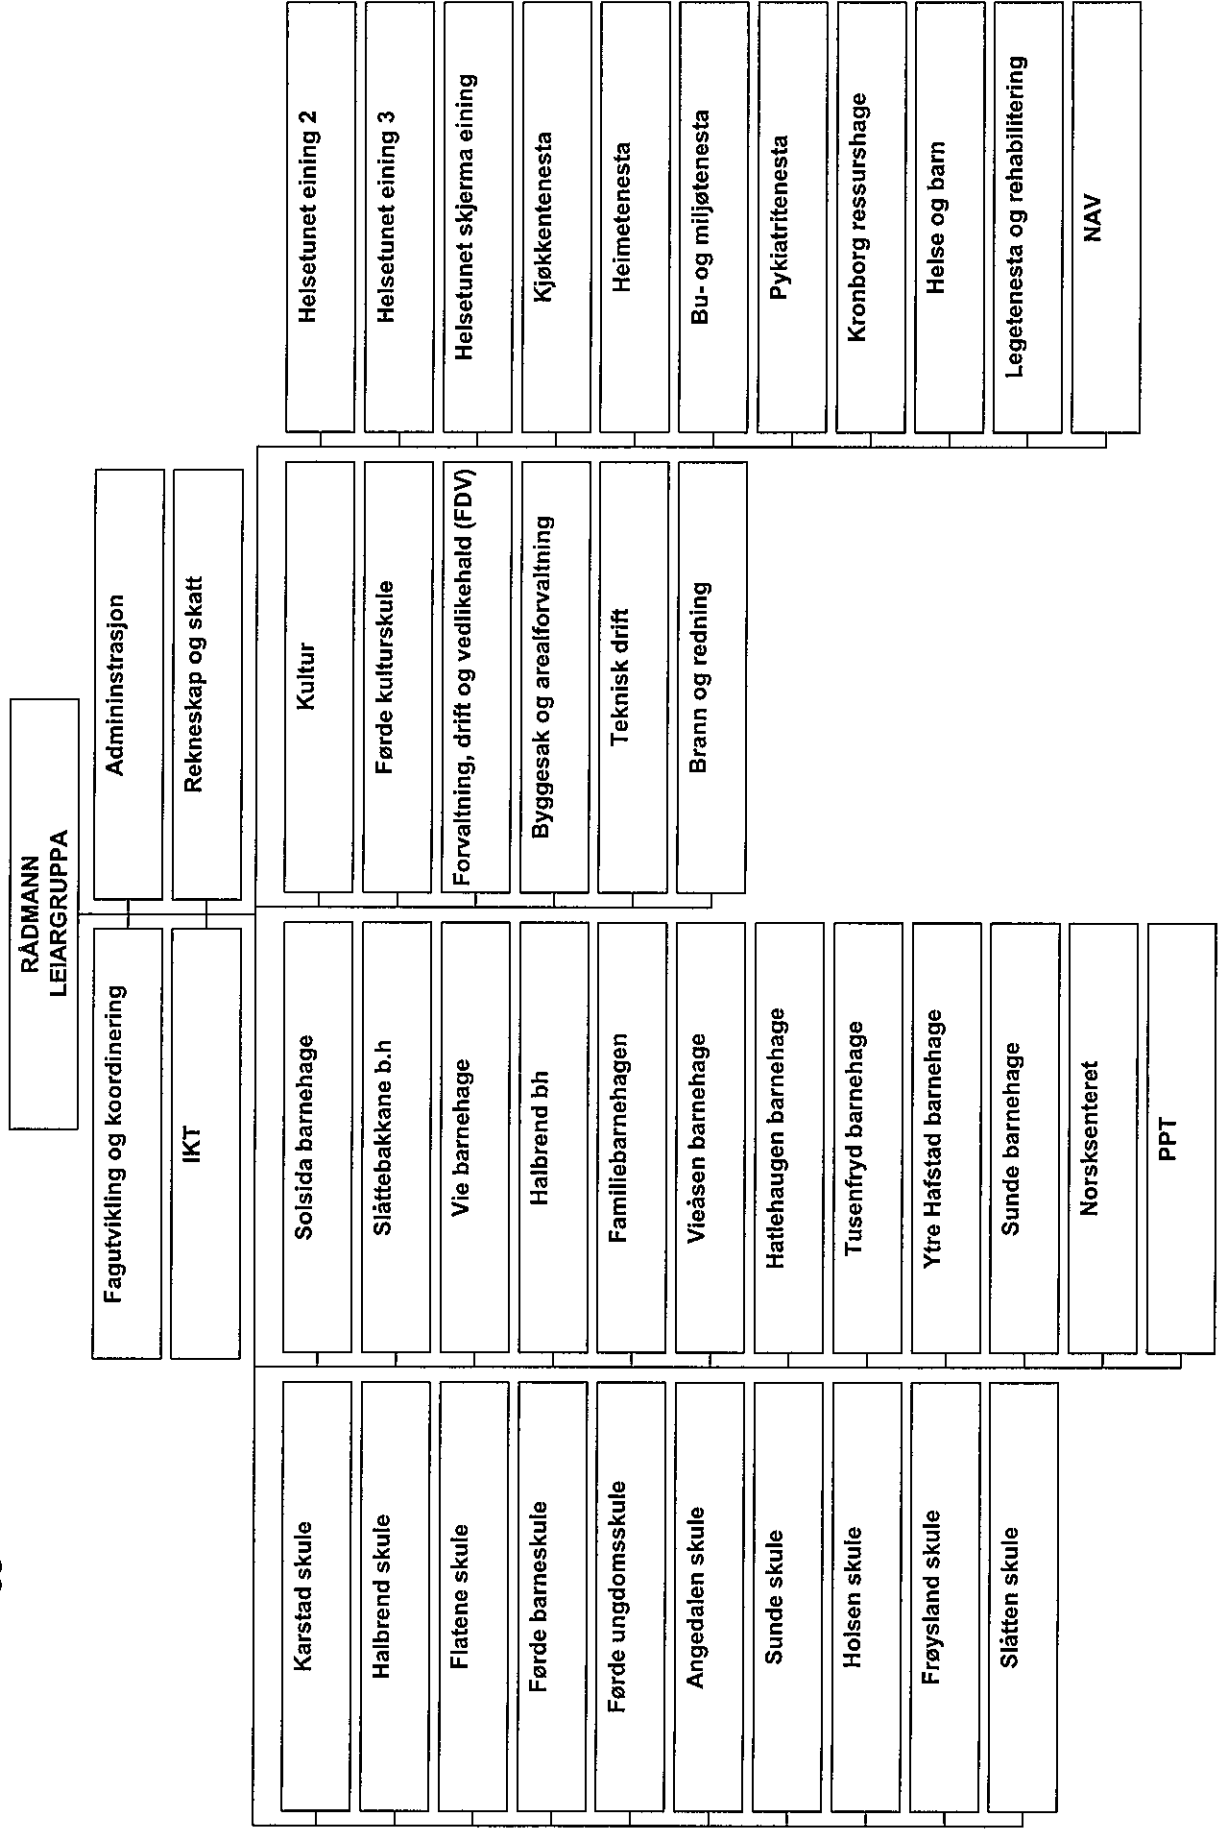 RÅDMANN
LEIARGRUPPA
Fagutvikling og koordinering
Admininstrasjon
IKT
Rekneskap og skatt
Karstad skule
Halbrend skule
Flatene skule
Førde barneskule
Førde ungdomsskule
Angedalen skule
Sunde skule
Holsen skule
Frøysland skule
Slåtten skule
Solsida barnehage
Slåttebakkane b.h
Vie barnehage
Halbrend bh
Familiebarnehagen
Vieåsen barnehage
Hatlehaugen barnehage
Tusenfryd barnehage
Ytre Hafstad barnehage
Sunde barnehage
Norsksenteret
PPT
Kultur
Førde kulturskule
Forvaltning, drift og vedlikehald (FDV)
Byggesak og arealforvaltning
Teknisk drift
Brann og redning
Helsetunet eining 2
Helsetunet eining 3
Helsetunet skjerma eining
Kjøkkentenesta
Heimetenesta
Bu- og miljøtenesta
Pykiatritenesta
Kronborg ressurshage
Helse og barn
Legetenesta og rehabilitering
NAV